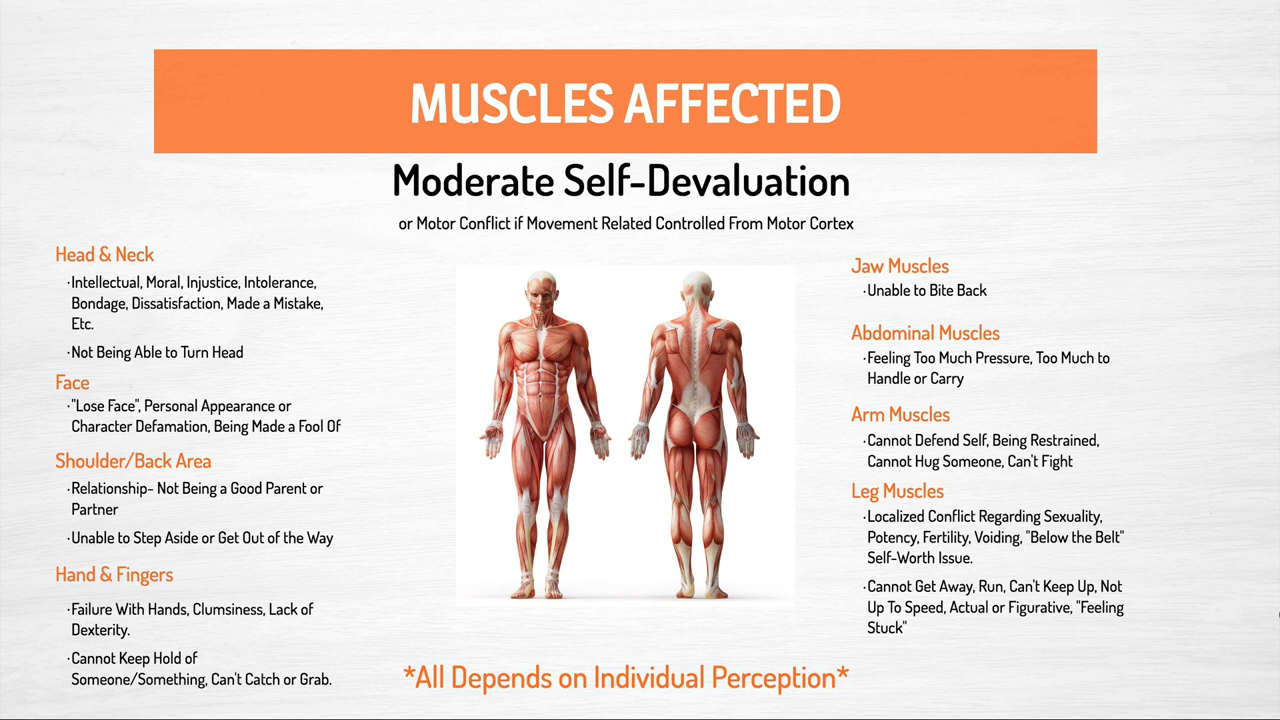 MUSCLES AFFECTED
Moderate Self-Devaluation
or Motor Conflict if Movement Related Controlled From Motor Cortex
Head & Neck
·Intellectual, Moral, Injustice, Intolerance,
Bondage, Dissatisfaction, Made a Mistake,
Etc.
·Not Being Able to Turn Head
Face
·"Lose Face", Personal Appearance or
Character Defamation, Being Made a Fool Of
Shoulder/Back Area
·Relationship- Not Being a Good Parent or
Partner
·Unable to Step Aside or Get Out of the Way
Hand & Fingers
·Failure With Hands, Clumsiness, Lack of
Dexterity.
·Cannot Keep Hold of
Someone/Something, Can't Catch or Grab.
Jaw Muscles
·Unable to Bite Back
Abdominal Muscles
·Feeling Too Much Pressure, Too Much to
Handle or Carry
Arm Muscles
·Cannot Defend Self, Being Restrained,
Cannot Hug Someone, Can't Fight
Leg Muscles
·Localized Conflict Regarding Sexuality,
Potency, Fertility, Voiding, "Below the Belt"
Self-Worth Issue.
·Cannot Get Away, Run, Can't Keep Up, Not
Up To Speed, Actual or Figurative, "Feeling
Stuck"
*All Depends on Individual Perception*